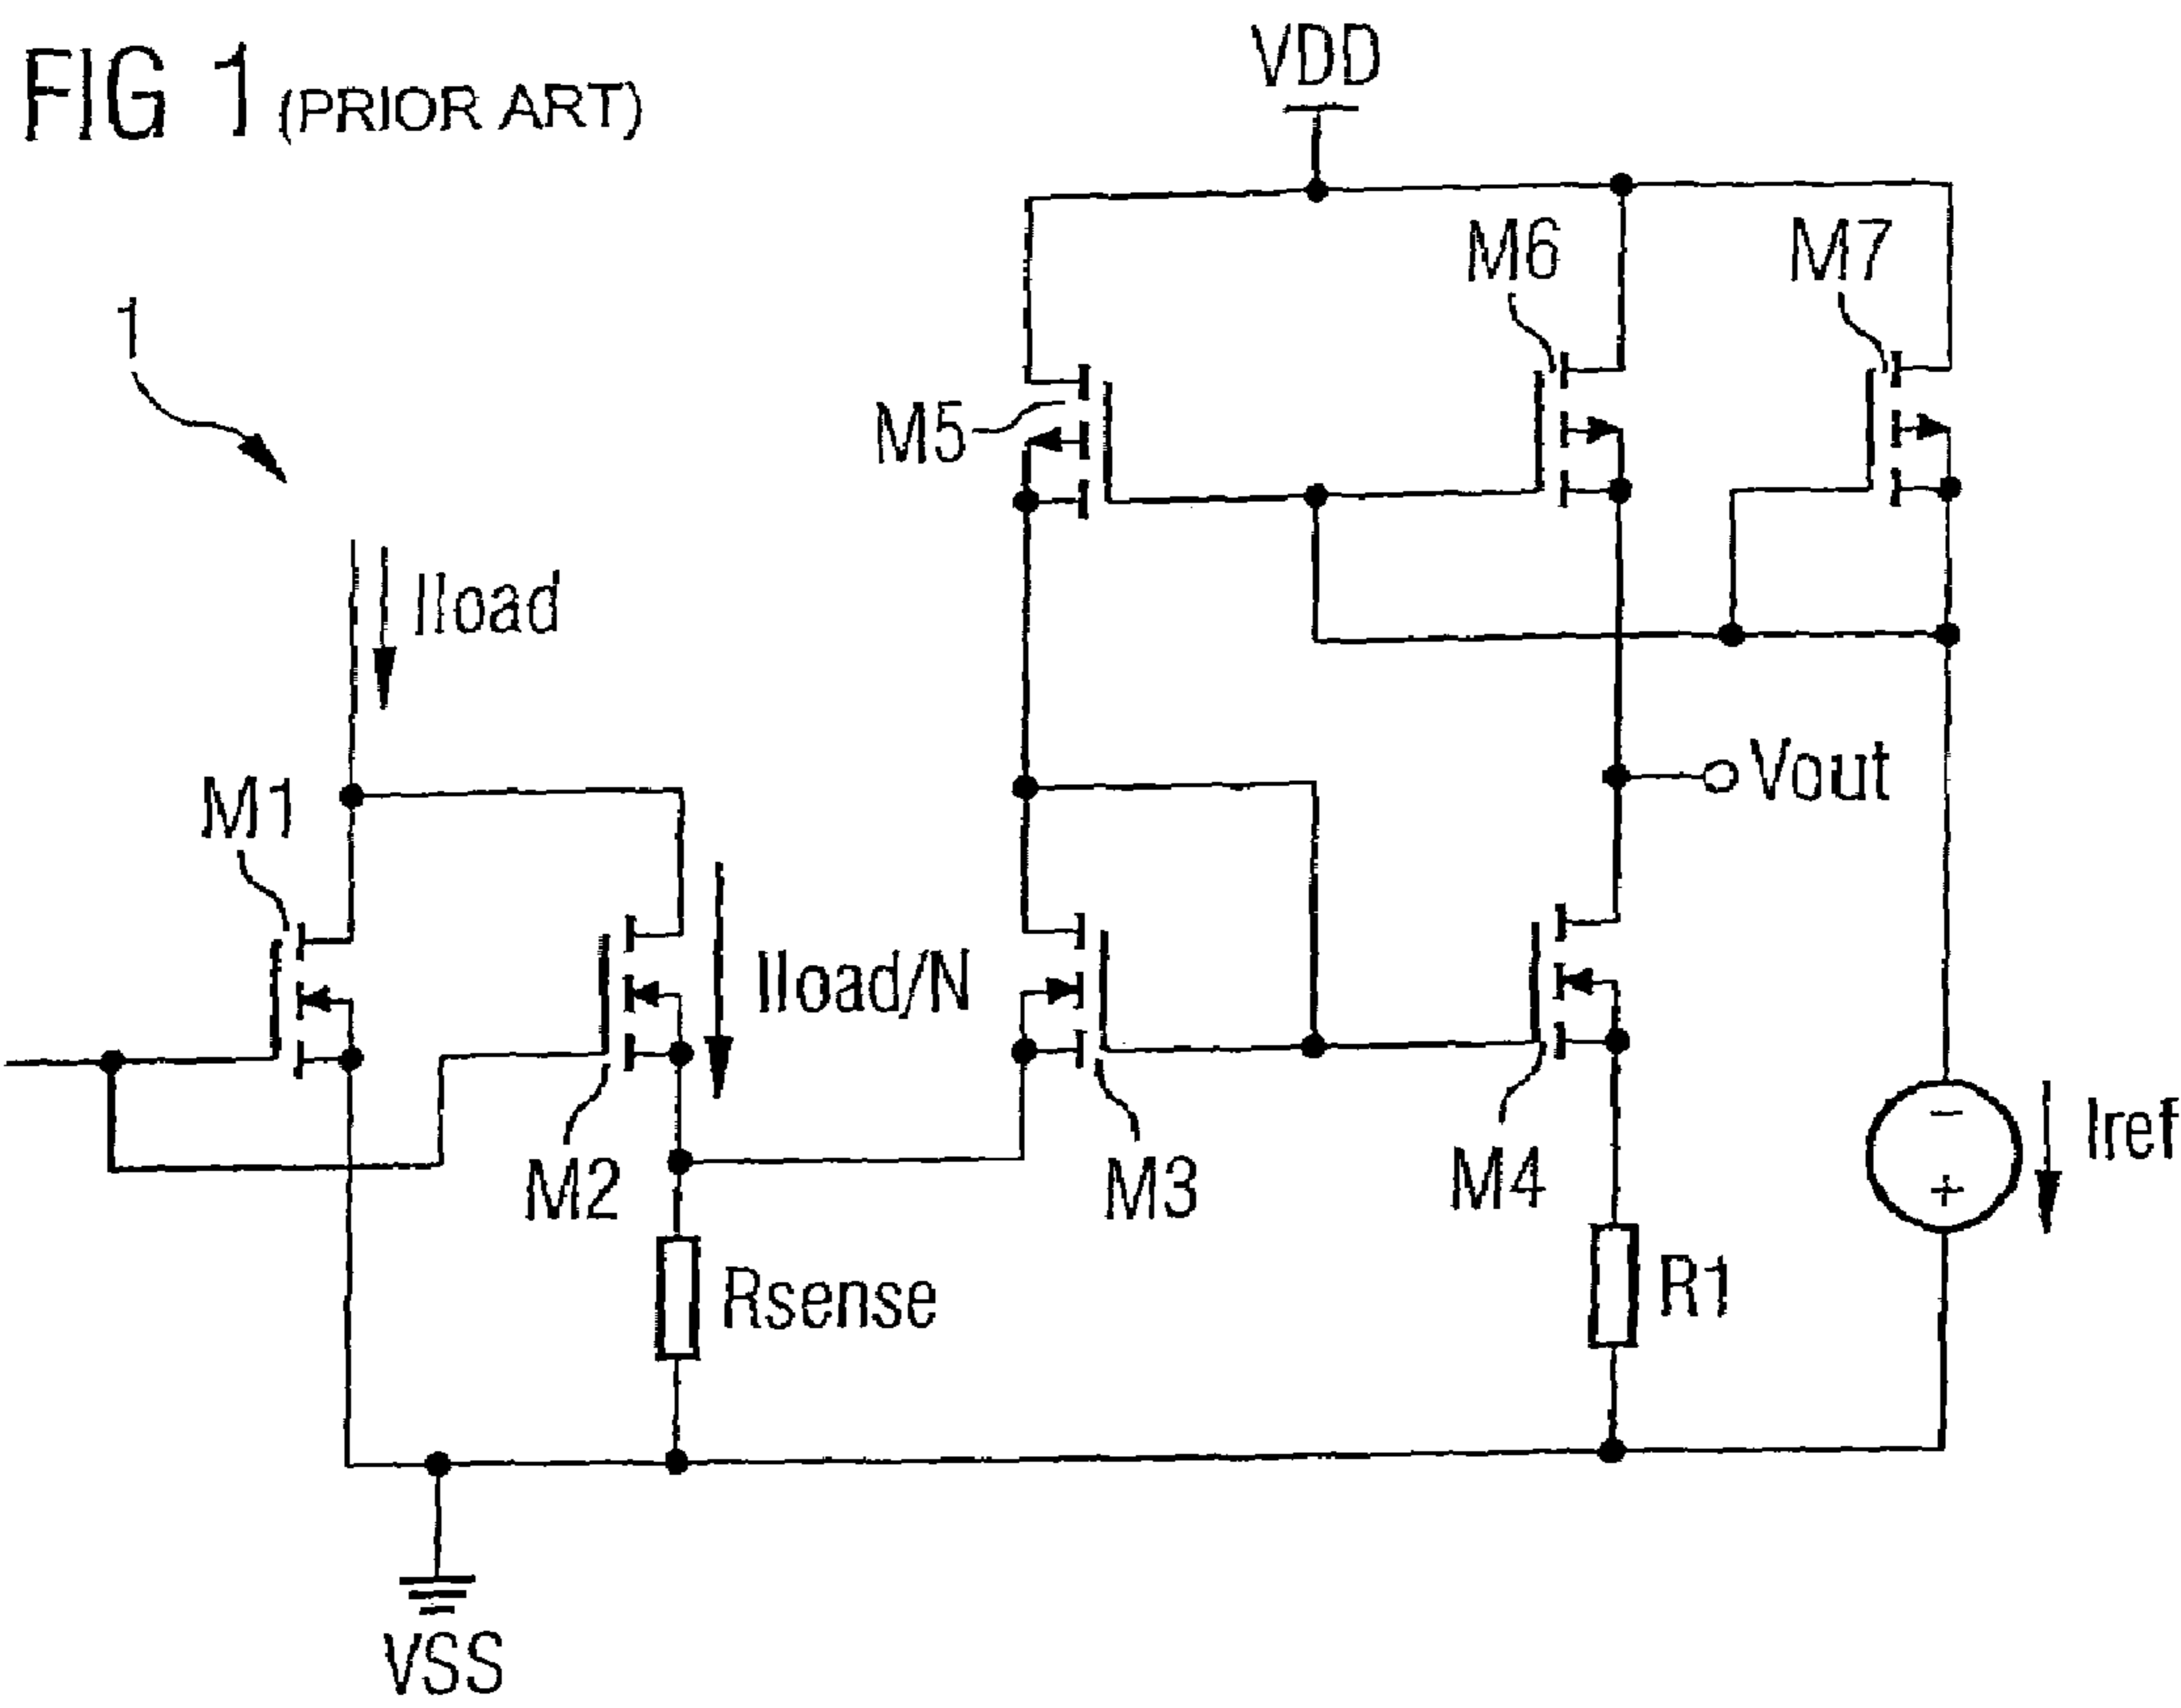 FIG 1 (PRIOR ART)
VDD
M6
M7
1
M5
Iload
Vout
M1
Iload/N
Iref
M2
M3
M4
Rsense
R1
VSS